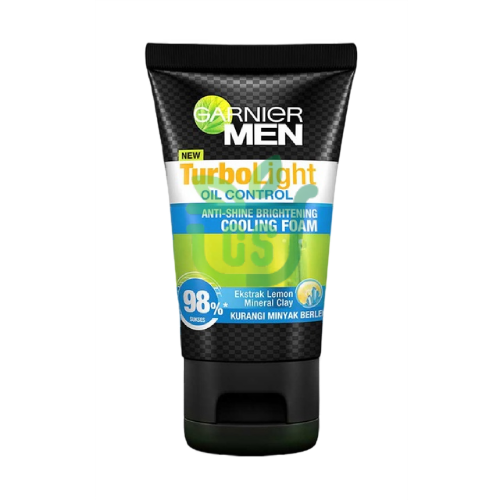 GARNIER
MEN
NEW
TurboLight
OIL CONTROL
ANTI-SHINE BRIGHTENING
COOLING FOAM
CS
98%*
SUKSES
Ekstrak Lemon
Mineral Clay
KURANGI MINYAK BERLE